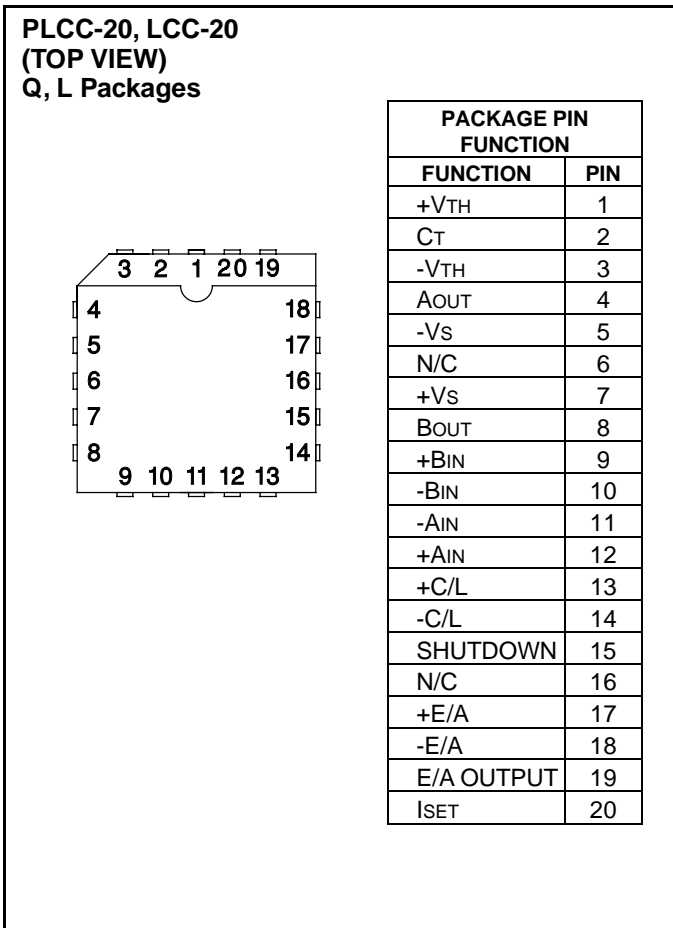 PLCC-20, LCC-20
(TOP VIEW)
Q, L Packages
3 2 1 20 19
4 18
5 17
6 16
7 15
8 14
9 10 11 12 13
PACKAGE PIN
FUNCTION
FUNCTION PIN
+VTH 1
CT 2
-VTH 3
AOUT 4
-VS 5
N/C 6
+VS 7
BOUT 8
+BIN 9
-BIN 10
-AIN 11
+AIN 12
+C/L 13
-C/L 14
SHUTDOWN 15
N/C 16
+E/A 17
-E/A 18
E/A OUTPUT 19
ISET 20